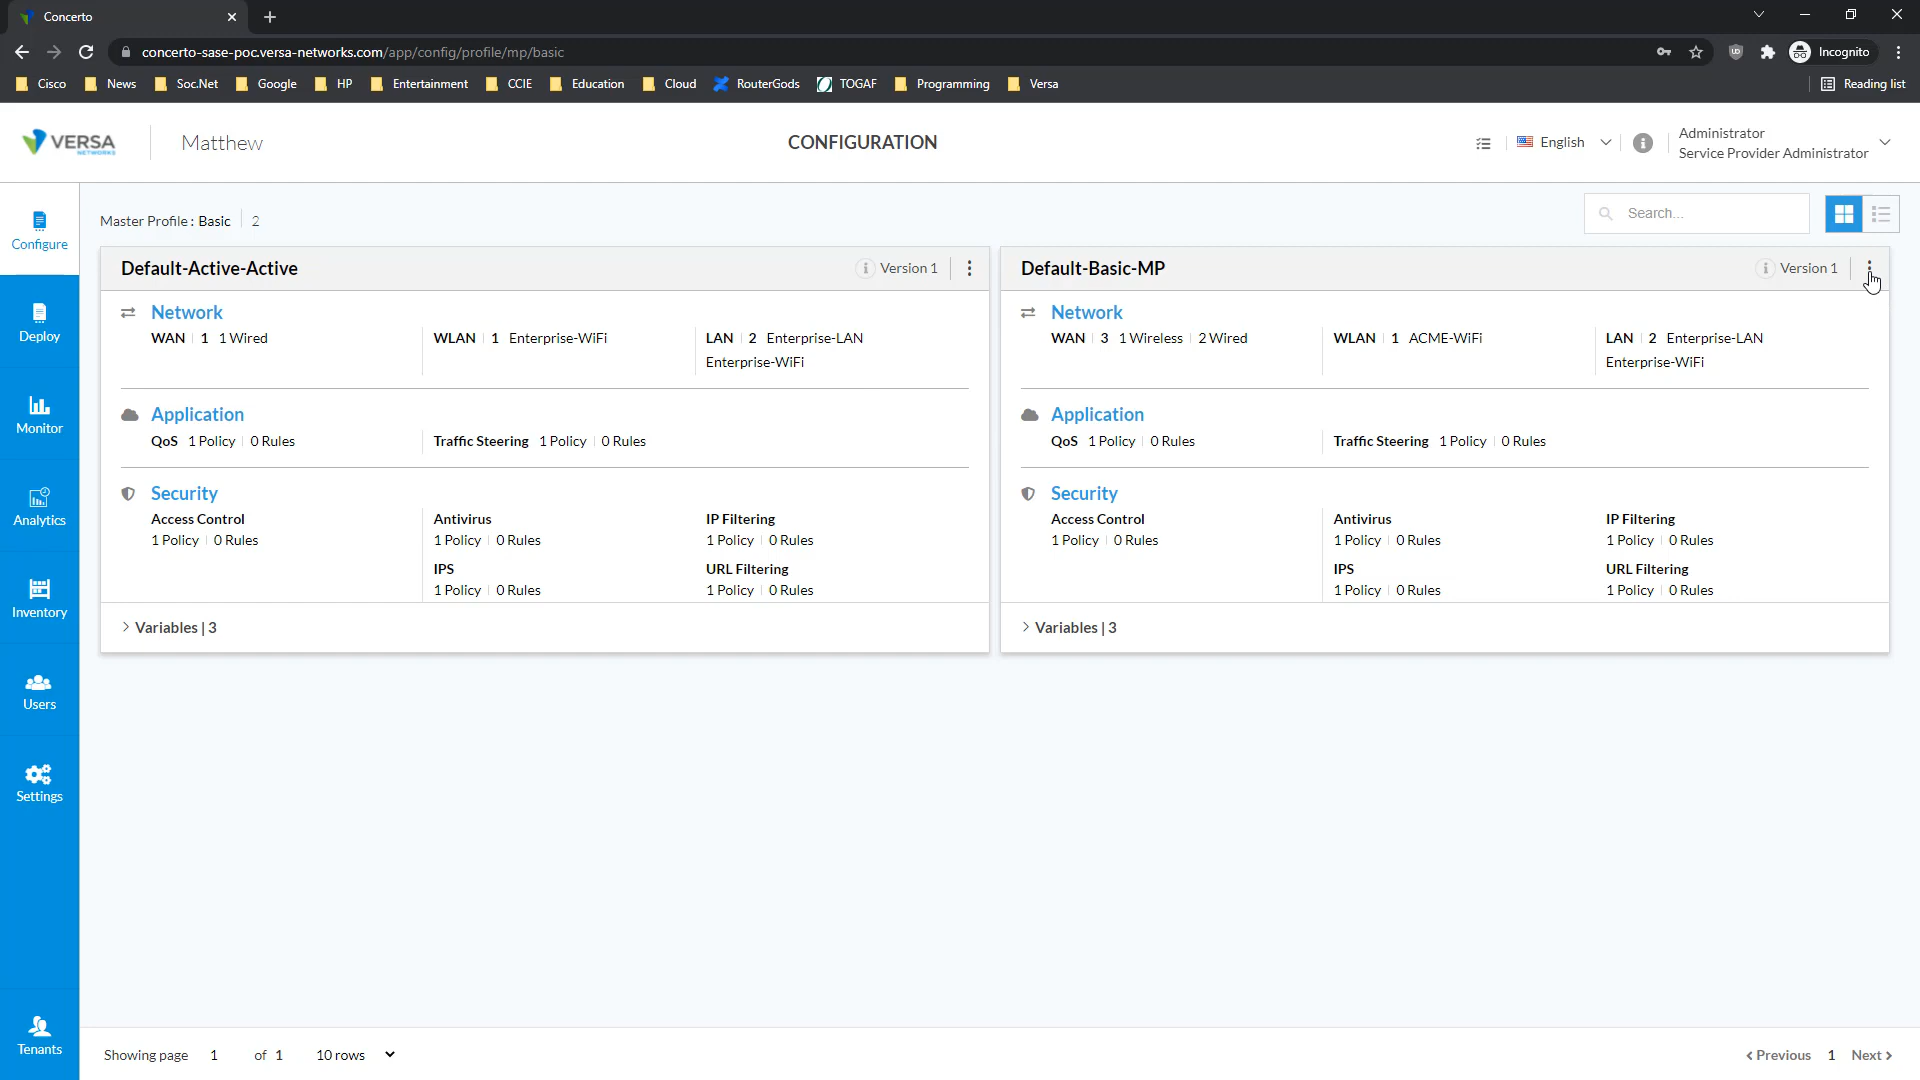 Concerto
concerto-sase-poc.versa-networks.com/app/config/profile/mp/basic
Incognito
Cisco News Soc.Net Google HP Entertainment CCIE Education Cloud RouterGods TOGAF Programming Versa Reading list
VERSA NETWORKS Matthew CONFIGURATION English Administrator
Service Provider Administrator
Master Profile : Basic 2 Search...
Configure
Deploy
Monitor
Analytics
Inventory
Users
Settings
Tenants
Default-Active-Active Version 1
Network
WAN 1 1 Wired WLAN 1 Enterprise-WiFi LAN 2 Enterprise-LAN
Enterprise-WiFi
Application
QoS 1 Policy 0 Rules Traffic Steering 1 Policy 0 Rules
Security
Access Control Antivirus IP Filtering
1 Policy 0 Rules 1 Policy 0 Rules 1 Policy 0 Rules
IPS URL Filtering
1 Policy 0 Rules 1 Policy 0 Rules
Variables | 3
Default-Basic-MP Version 1
Network
WAN 3 1 Wireless 2 Wired WLAN 1 ACME-WiFi LAN 2 Enterprise-LAN
Enterprise-WiFi
Application
QoS 1 Policy 0 Rules Traffic Steering 1 Policy 0 Rules
Security
Access Control Antivirus IP Filtering
1 Policy 0 Rules 1 Policy 0 Rules 1 Policy 0 Rules
IPS URL Filtering
1 Policy 0 Rules 1 Policy 0 Rules
Variables | 3
Showing page 1 of 1 10 rows Previous 1 Next